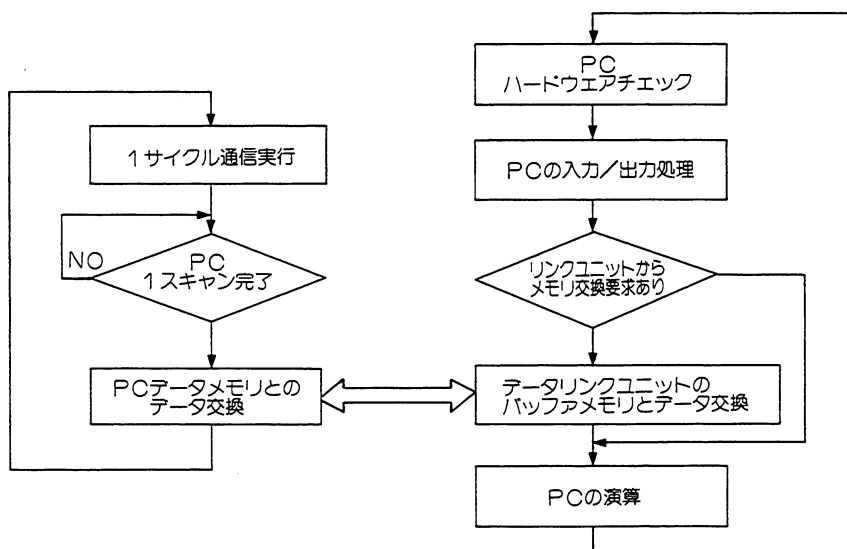 １サイクル通信実行
NO
PC
１スキャン完了
PCデータメモリとの
データ交換
PC
ハードウェアチェック
PCの入力／出力処理
リンクユニットから
メモリ交換要求あり
データリンクユニットの
バッファメモリとデータ交換
PCの演算